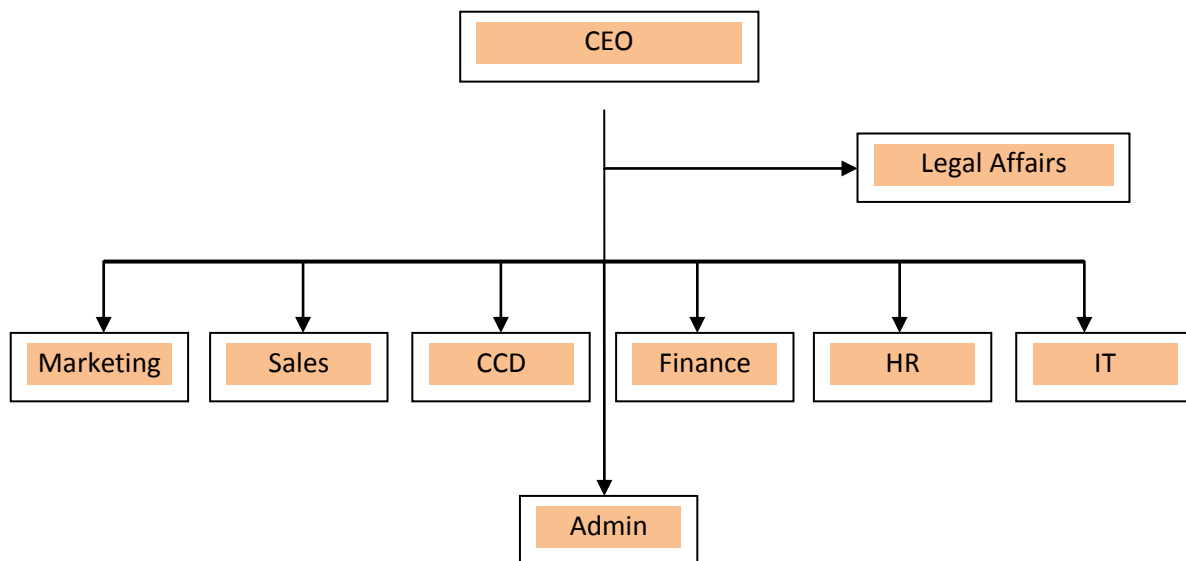 CEO
Legal Affairs
Marketing
Sales
CCD
Finance
HR
IT
Admin